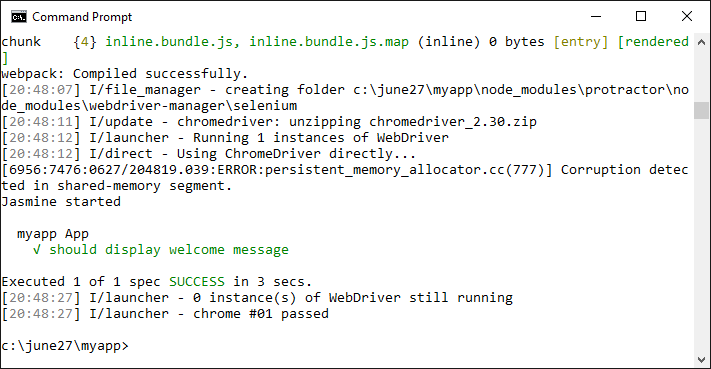 Command Prompt
chunk    {4} inline.bundle.js, inline.bundle.js.map (inline) 0 bytes [entry] [rendered
]
webpack: Compiled successfully.
[20:48:07] I/file_manager - creating folder c:\june27\myapp\node_modules\protractor\no
de_modules\webdriver-manager\selenium
[20:48:11] I/update - chromedriver: unzipping chromedriver_2.30.zip
[20:48:12] I/launcher - Running 1 instances of WebDriver
[20:48:12] I/direct - Using ChromeDriver directly...
[6956:7476:0627/204819.039:ERROR:persistent_memory_allocator.cc(777)] Corruption detec
ted in shared-memory segment.
Jasmine started

  myapp App
    √ should display welcome message

Executed 1 of 1 spec SUCCESS in 3 secs.
[20:48:27] I/launcher - 0 instance(s) of WebDriver still running
[20:48:27] I/launcher - chrome #01 passed

c:\june27\myapp>